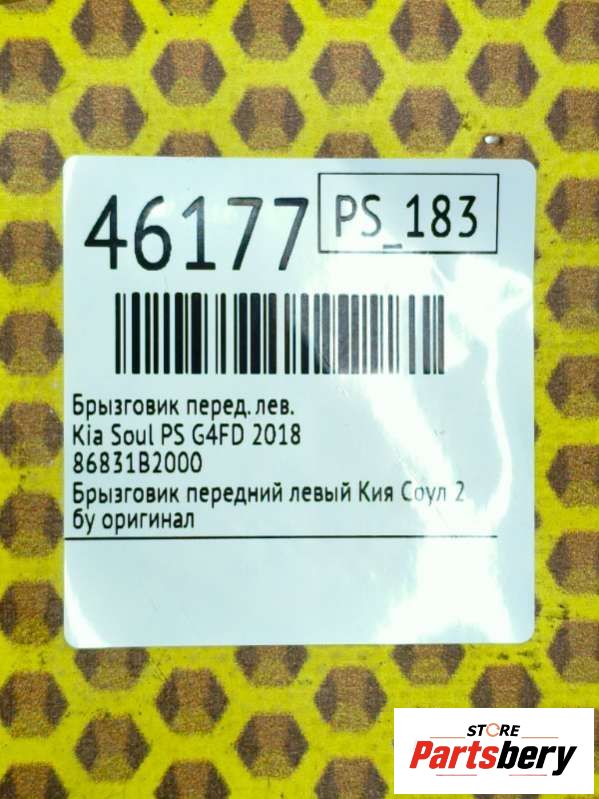 46177
PS_183
Брызговик перед. лев.
Kia Soul PS G4FD 2018
86831B2000
Брызговик передний левый Кия Соул 2
бу оригинал
STORE
Partsbery